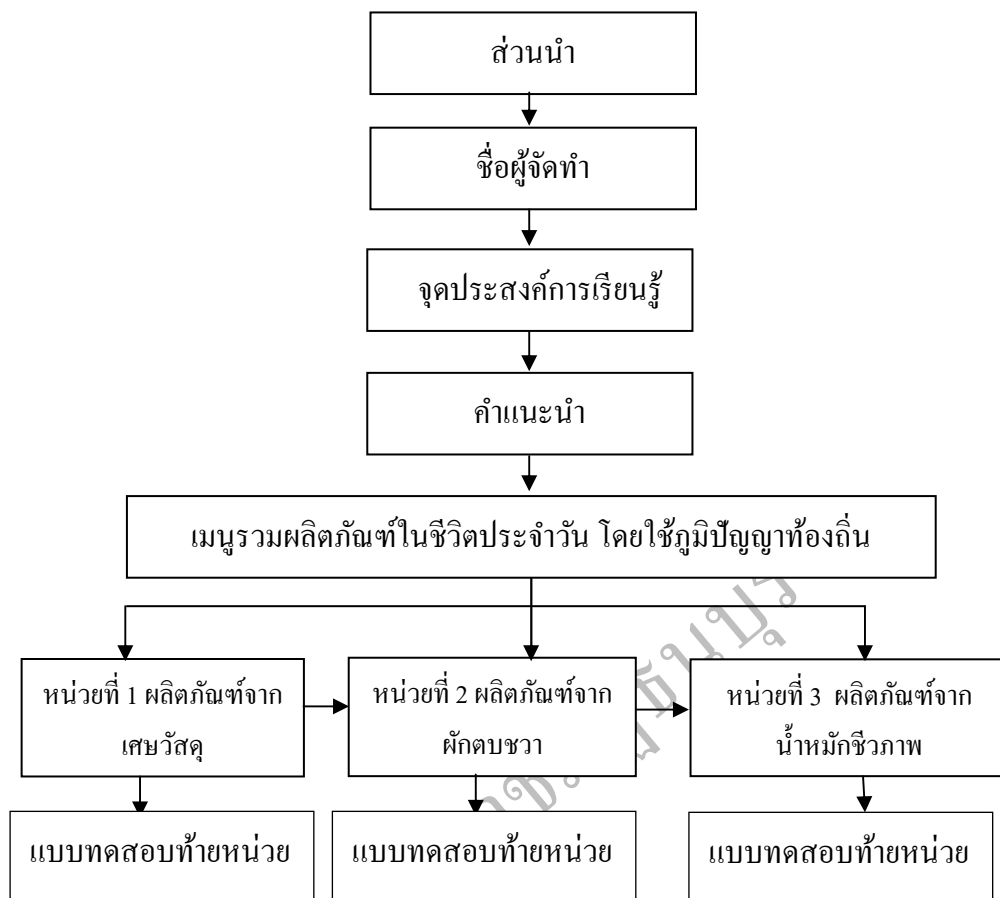 ส่วนนำ
ชื่อผู้จัดทำ
จุดประสงค์การเรียนรู้
คำแนะนำ
เมนูรวมผลิตภัณฑ์ในชีวิตประจำวัน โดยใช้ภูมิปัญญาท้องถิ่น
หน่วยที่ 1 ผลิตภัณฑ์จาก
เศษวัสดุ
หน่วยที่ 2 ผลิตภัณฑ์จาก
ผักตบชวา
หน่วยที่ 3 ผลิตภัณฑ์จาก
น้ำหมักชีวภาพ
แบบทดสอบท้ายหน่วย
แบบทดสอบท้ายหน่วย
แบบทดสอบท้ายหน่วย